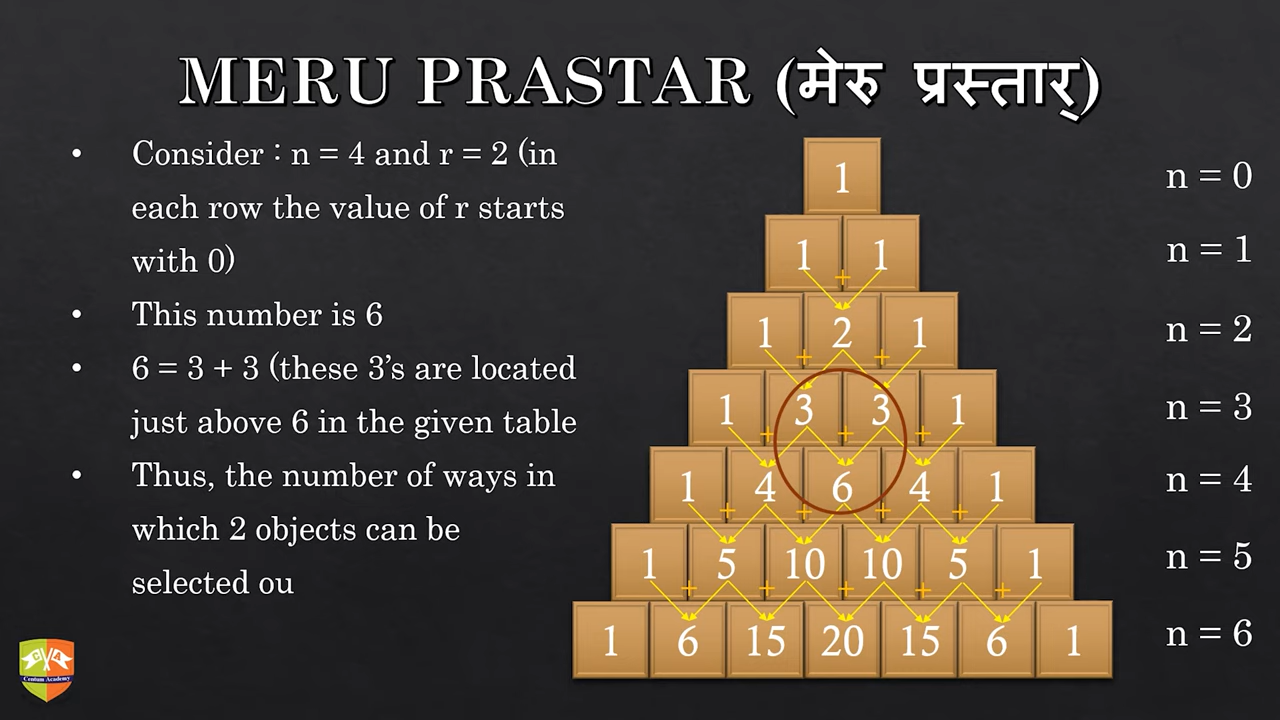 MERU PRASTAR (मेरु प्रस्तार्)
• Consider : n = 4 and r = 2 (in
each row the value of r starts
with 0)
• This number is 6
• 6 = 3 + 3 (these 3’s are located
just above 6 in the given table
• Thus, the number of ways in
which 2 objects can be
selected ou
1 n = 0
1 1 n = 1
+
1 2 1 n = 2
+ +
1 3 3 1 n = 3
+ + +
1 4 6 4 1 n = 4
+ + + +
1 5 10 10 5 1 n = 5
+ + + + +
1 6 15 20 15 6 1 n = 6
C A
Centum Academy